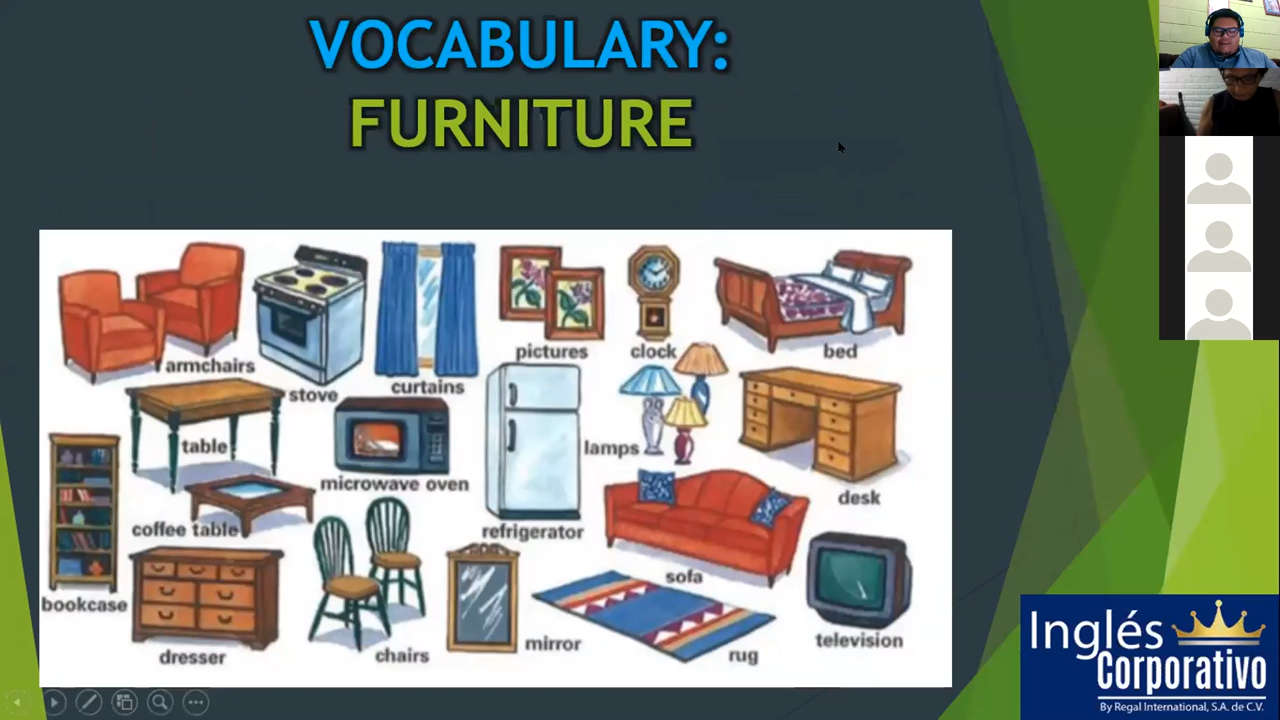 VOCABULARY:
FURNITURE
armchairs
stove
curtains
pictures
clock
bed
table
microwave oven
refrigerator
lamps
desk
coffee table
bookcase
dresser
chairs
mirror
sofa
rug
television
Inglés
Corporativo
By Regal International, S.A. de C.V.